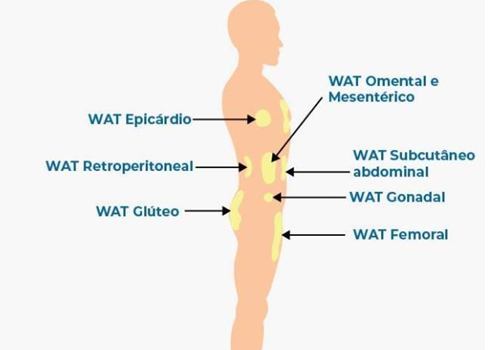 WAT Omental e
Mesentérico
WAT Epicárdio
WAT Retroperitoneal
WAT Subcutâneo
abdominal
WAT Gonadal
WAT Glúteo
WAT Femoral